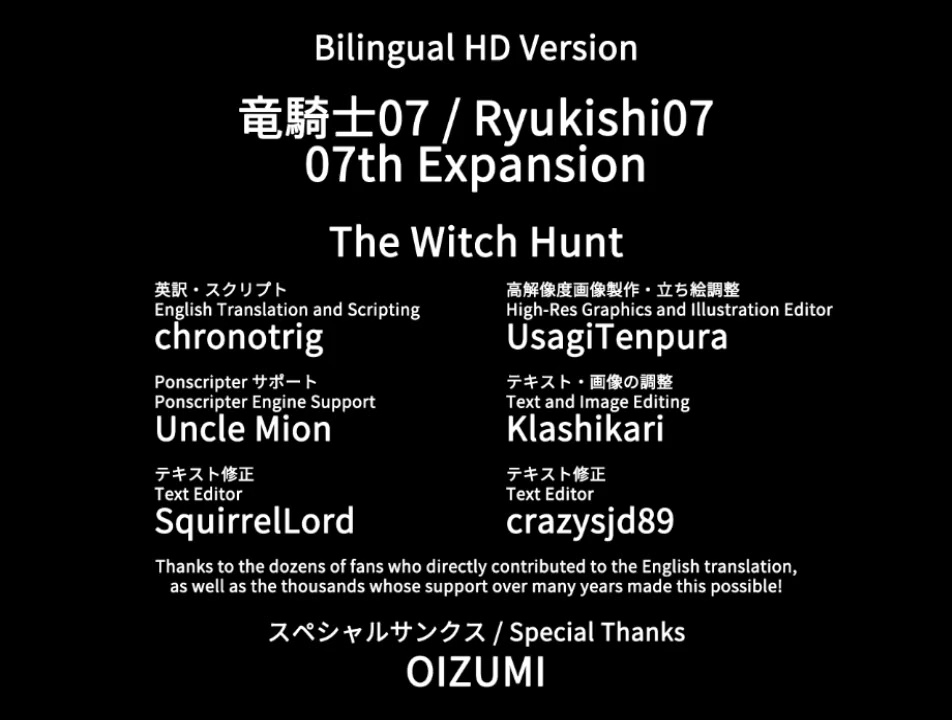 Bilingual HD Version
竜騎士07 / Ryukishi07
07th Expansion
The Witch Hunt
英訳・スクリプト
English Translation and Scripting
chronotrig
高解像度画像製作・立ち絵調整
High-Res Graphics and Illustration Editor
UsagiTenpura
Ponscripter サポート
Ponscripter Engine Support
Uncle Mion
テキスト・画像の調整
Text and Image Editing
Klashikari
テキスト修正
Text Editor
SquirrelLord
テキスト修正
Text Editor
crazysjd89
Thanks to the dozens of fans who directly contributed to the English translation,
as well as the thousands whose support over many years made this possible!
スペシャルサンクス / Special Thanks
OIZUMI